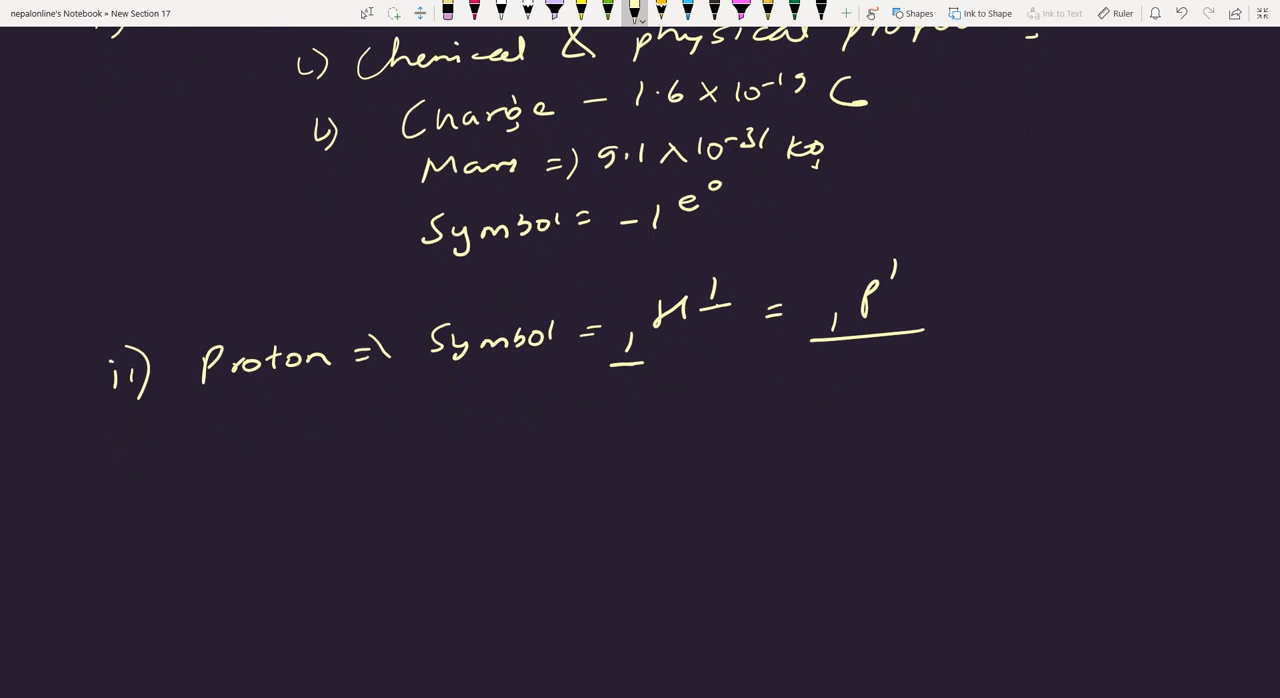 nepalonline's Notebook » New Section 17
Shapes Ink to Shape Ink to Text Ruler
i) Chemical & physical
ii) Charge – 1.6 × 10⁻¹⁹ C
Mass => 9.1 × 10⁻³¹ kg
Symbol = ₋₁e⁰
ii) Proton => Symbol = ₁H¹ = ₁P¹